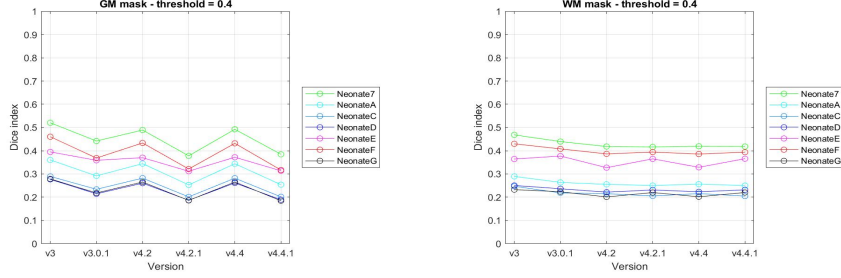 GM mask - threshold = 0.4
1
0.9
0.8
0.7
0.6
0.5
0.4
0.3
0.2
0.1
0
Dice index
v3 v3.0.1 v4.2 v4.2.1 v4.4 v4.4.1
Version
Neonate7
NeonateA
NeonateC
NeonateD
NeonateE
NeonateF
NeonateG
WM mask - threshold = 0.4
1
0.9
0.8
0.7
0.6
0.5
0.4
0.3
0.2
0.1
0
Dice index
v3 v3.0.1 v4.2 v4.2.1 v4.4 v4.4.1
Version
Neonate7
NeonateA
NeonateC
NeonateD
NeonateE
NeonateF
NeonateG